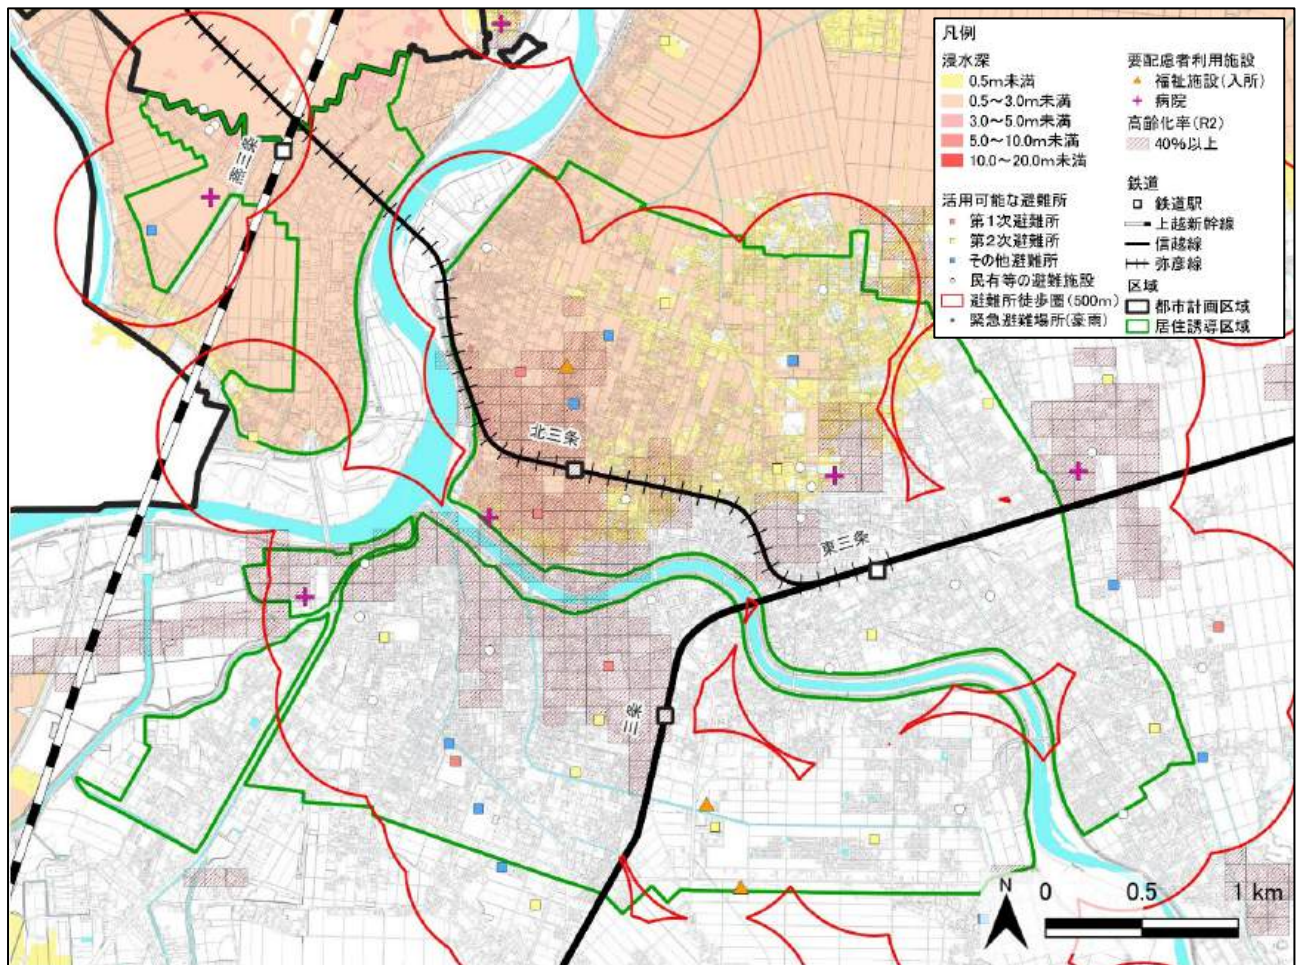 凡例
浸水深
0.5m未満
0.5～3.0m未満
3.0～5.0m未満
5.0～10.0m未満
10.0～20.0m未満
活用可能な避難所
第1次避難所
第2次避難所
その他避難所
民有等の避難施設
避難所徒歩圏(500m)
緊急避難場所(豪雨)
要配慮者利用施設
福祉施設(入所)
病院
高齢化率(R2)
40%以上
鉄道
鉄道駅
上越新幹線
信越線
弥彦線
区域
都市計画区域
居住誘導区域
燕三条
北三条
東三条
三条
N
0 0.5 1 km